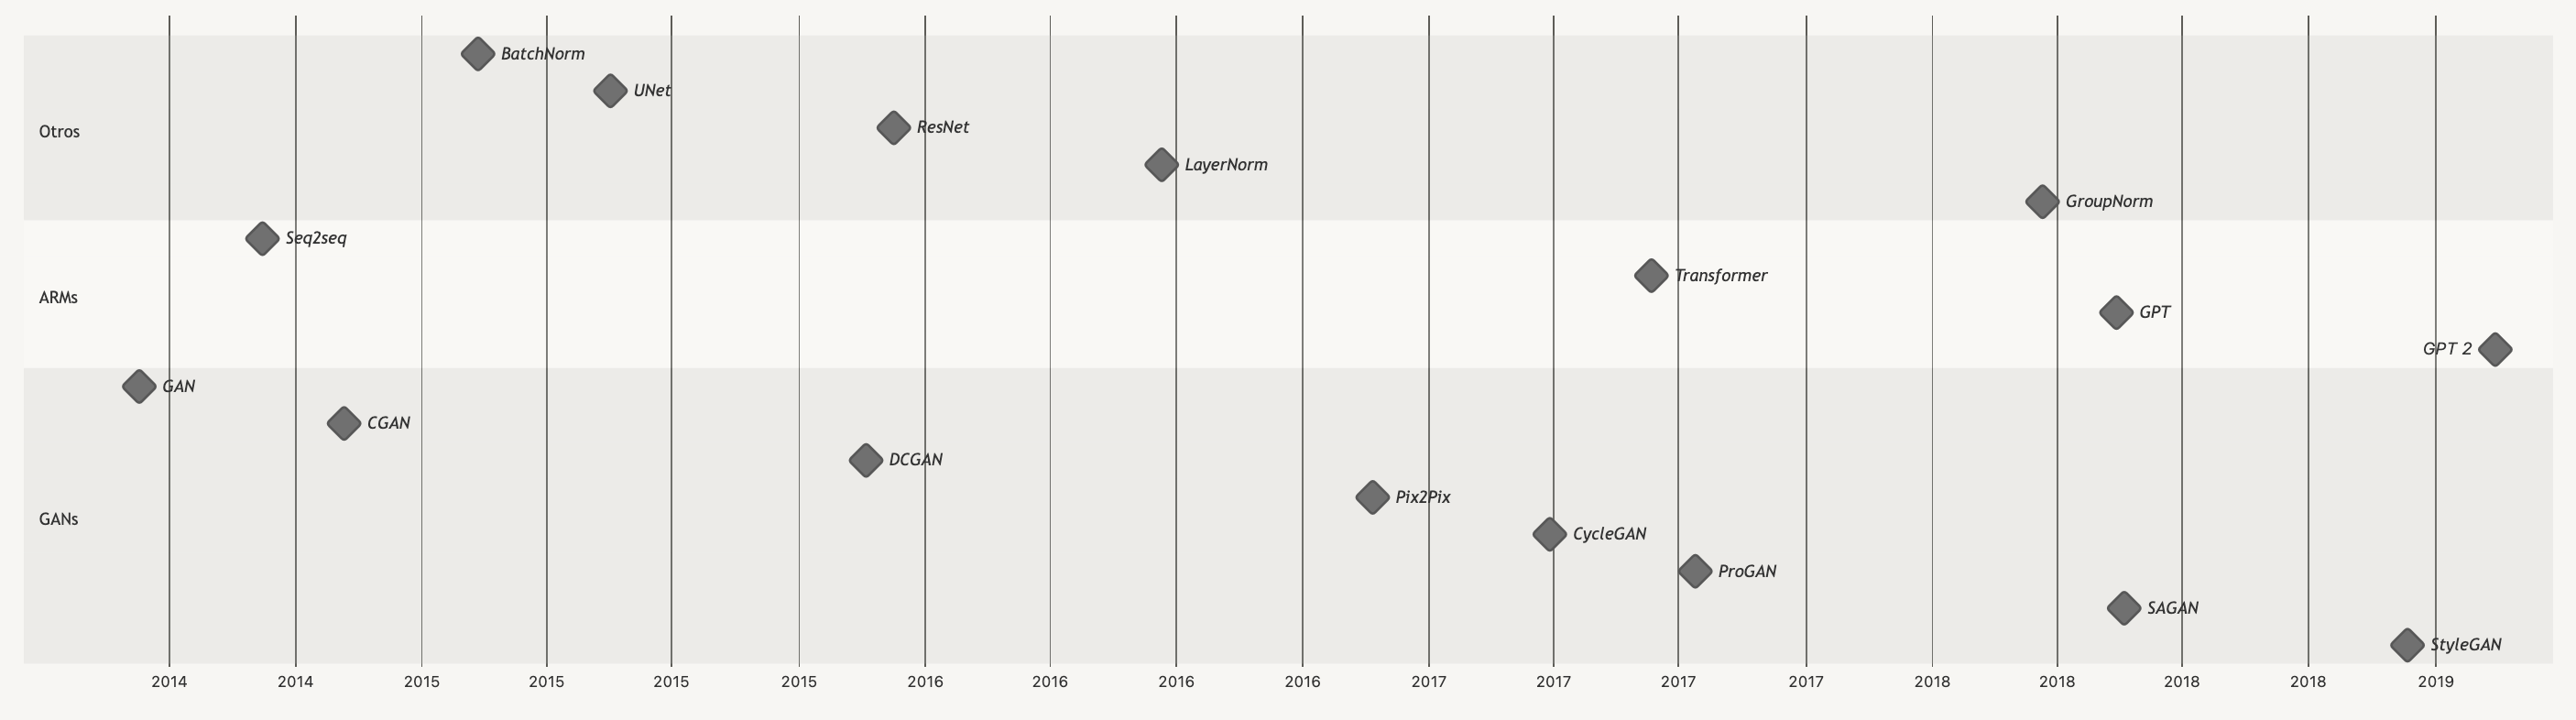 BatchNorm
UNet
ResNet
Otros
LayerNorm
GroupNorm
Seq2seq
Transformer
ARMs
GPT
GPT 2
GAN
CGAN
DCGAN
Pix2Pix
GANs
CycleGAN
ProGAN
SAGAN
StyleGAN
2014 2014 2015 2015 2015 2015 2016 2016 2016 2016 2017 2017 2017 2017 2018 2018 2018 2018 2019